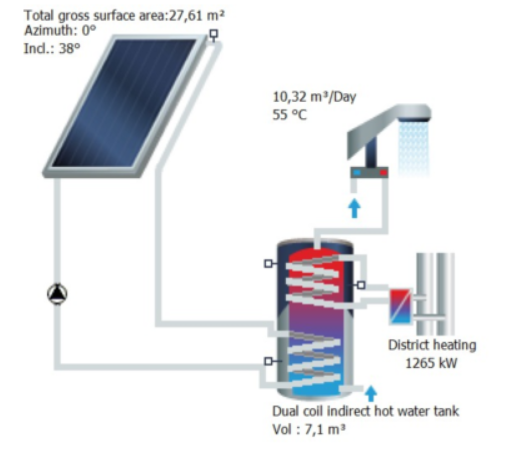 Total gross surface area:27,61 m²
Azimuth: 0°
Incl.: 38°
10,32 m³/Day
55 °C
District heating
1265 kW
Dual coil indirect hot water tank
Vol : 7,1 m³